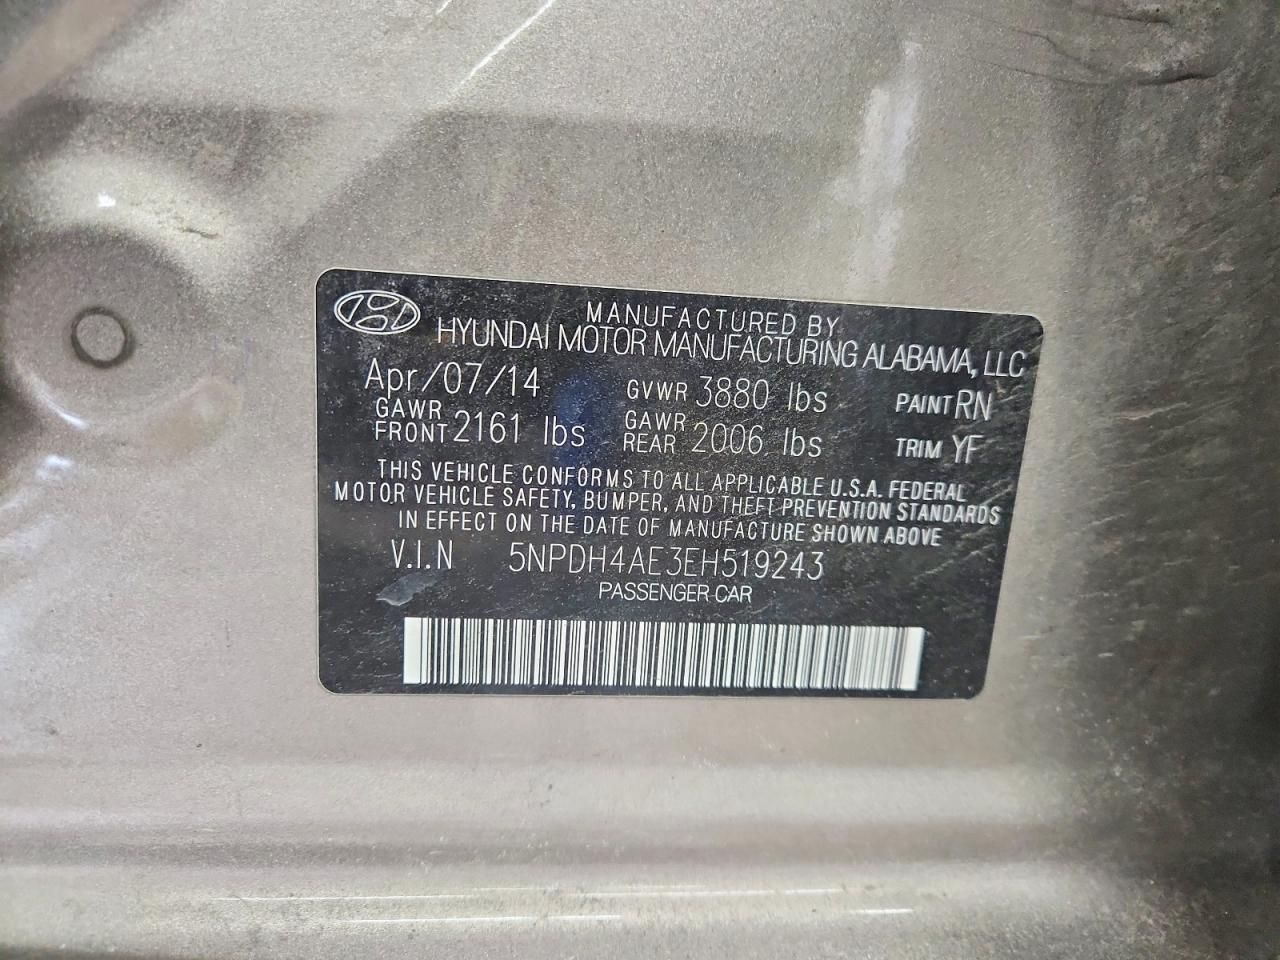 MANUFACTURED BY
HYUNDAI MOTOR MANUFACTURING ALABAMA, LLC
Apr/07/14 GVWR 3880 lbs PAINT RN
GAWR FRONT 2161 lbs GAWR REAR 2006 lbs TRIM YF
THIS VEHICLE CONFORMS TO ALL APPLICABLE U.S.A. FEDERAL
MOTOR VEHICLE SAFETY, BUMPER, AND THEFT PREVENTION STANDARDS
IN EFFECT ON THE DATE OF MANUFACTURE SHOWN ABOVE
V.I.N 5NPDH4AE3EH519243
PASSENGER CAR